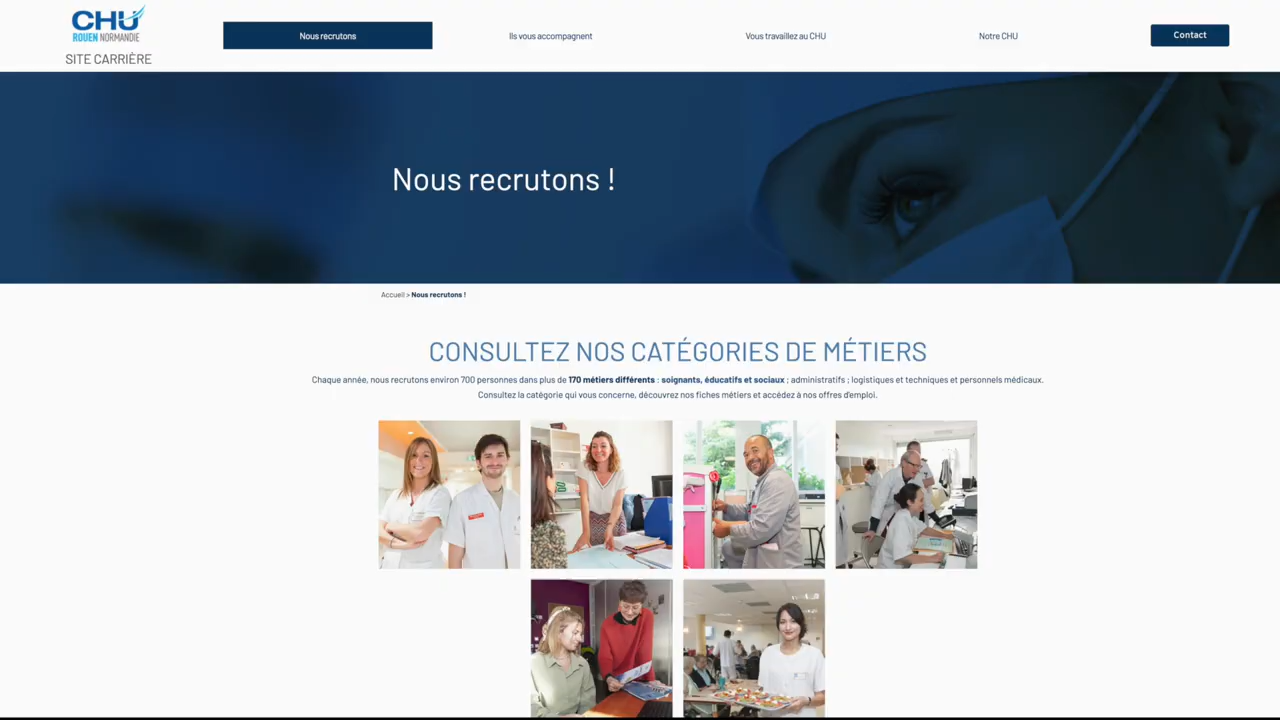 CHU
ROUEN NORMANDIE
SITE CARRIÈRE
Nous recrutons
Ils vous accompagnent
Vous travaillez au CHU
Notre CHU
Contact
Nous recrutons !
Accueil > Nous recrutons !
CONSULTEZ NOS CATÉGORIES DE MÉTIERS
Chaque année, nous recrutons environ 700 personnes dans plus de 170 métiers différents : soignants, éducatifs et sociaux ; administratifs ; logistiques et techniques et personnels médicaux.
Consultez la catégorie qui vous concerne, découvrez nos fiches métiers et accédez à nos offres d'emploi.